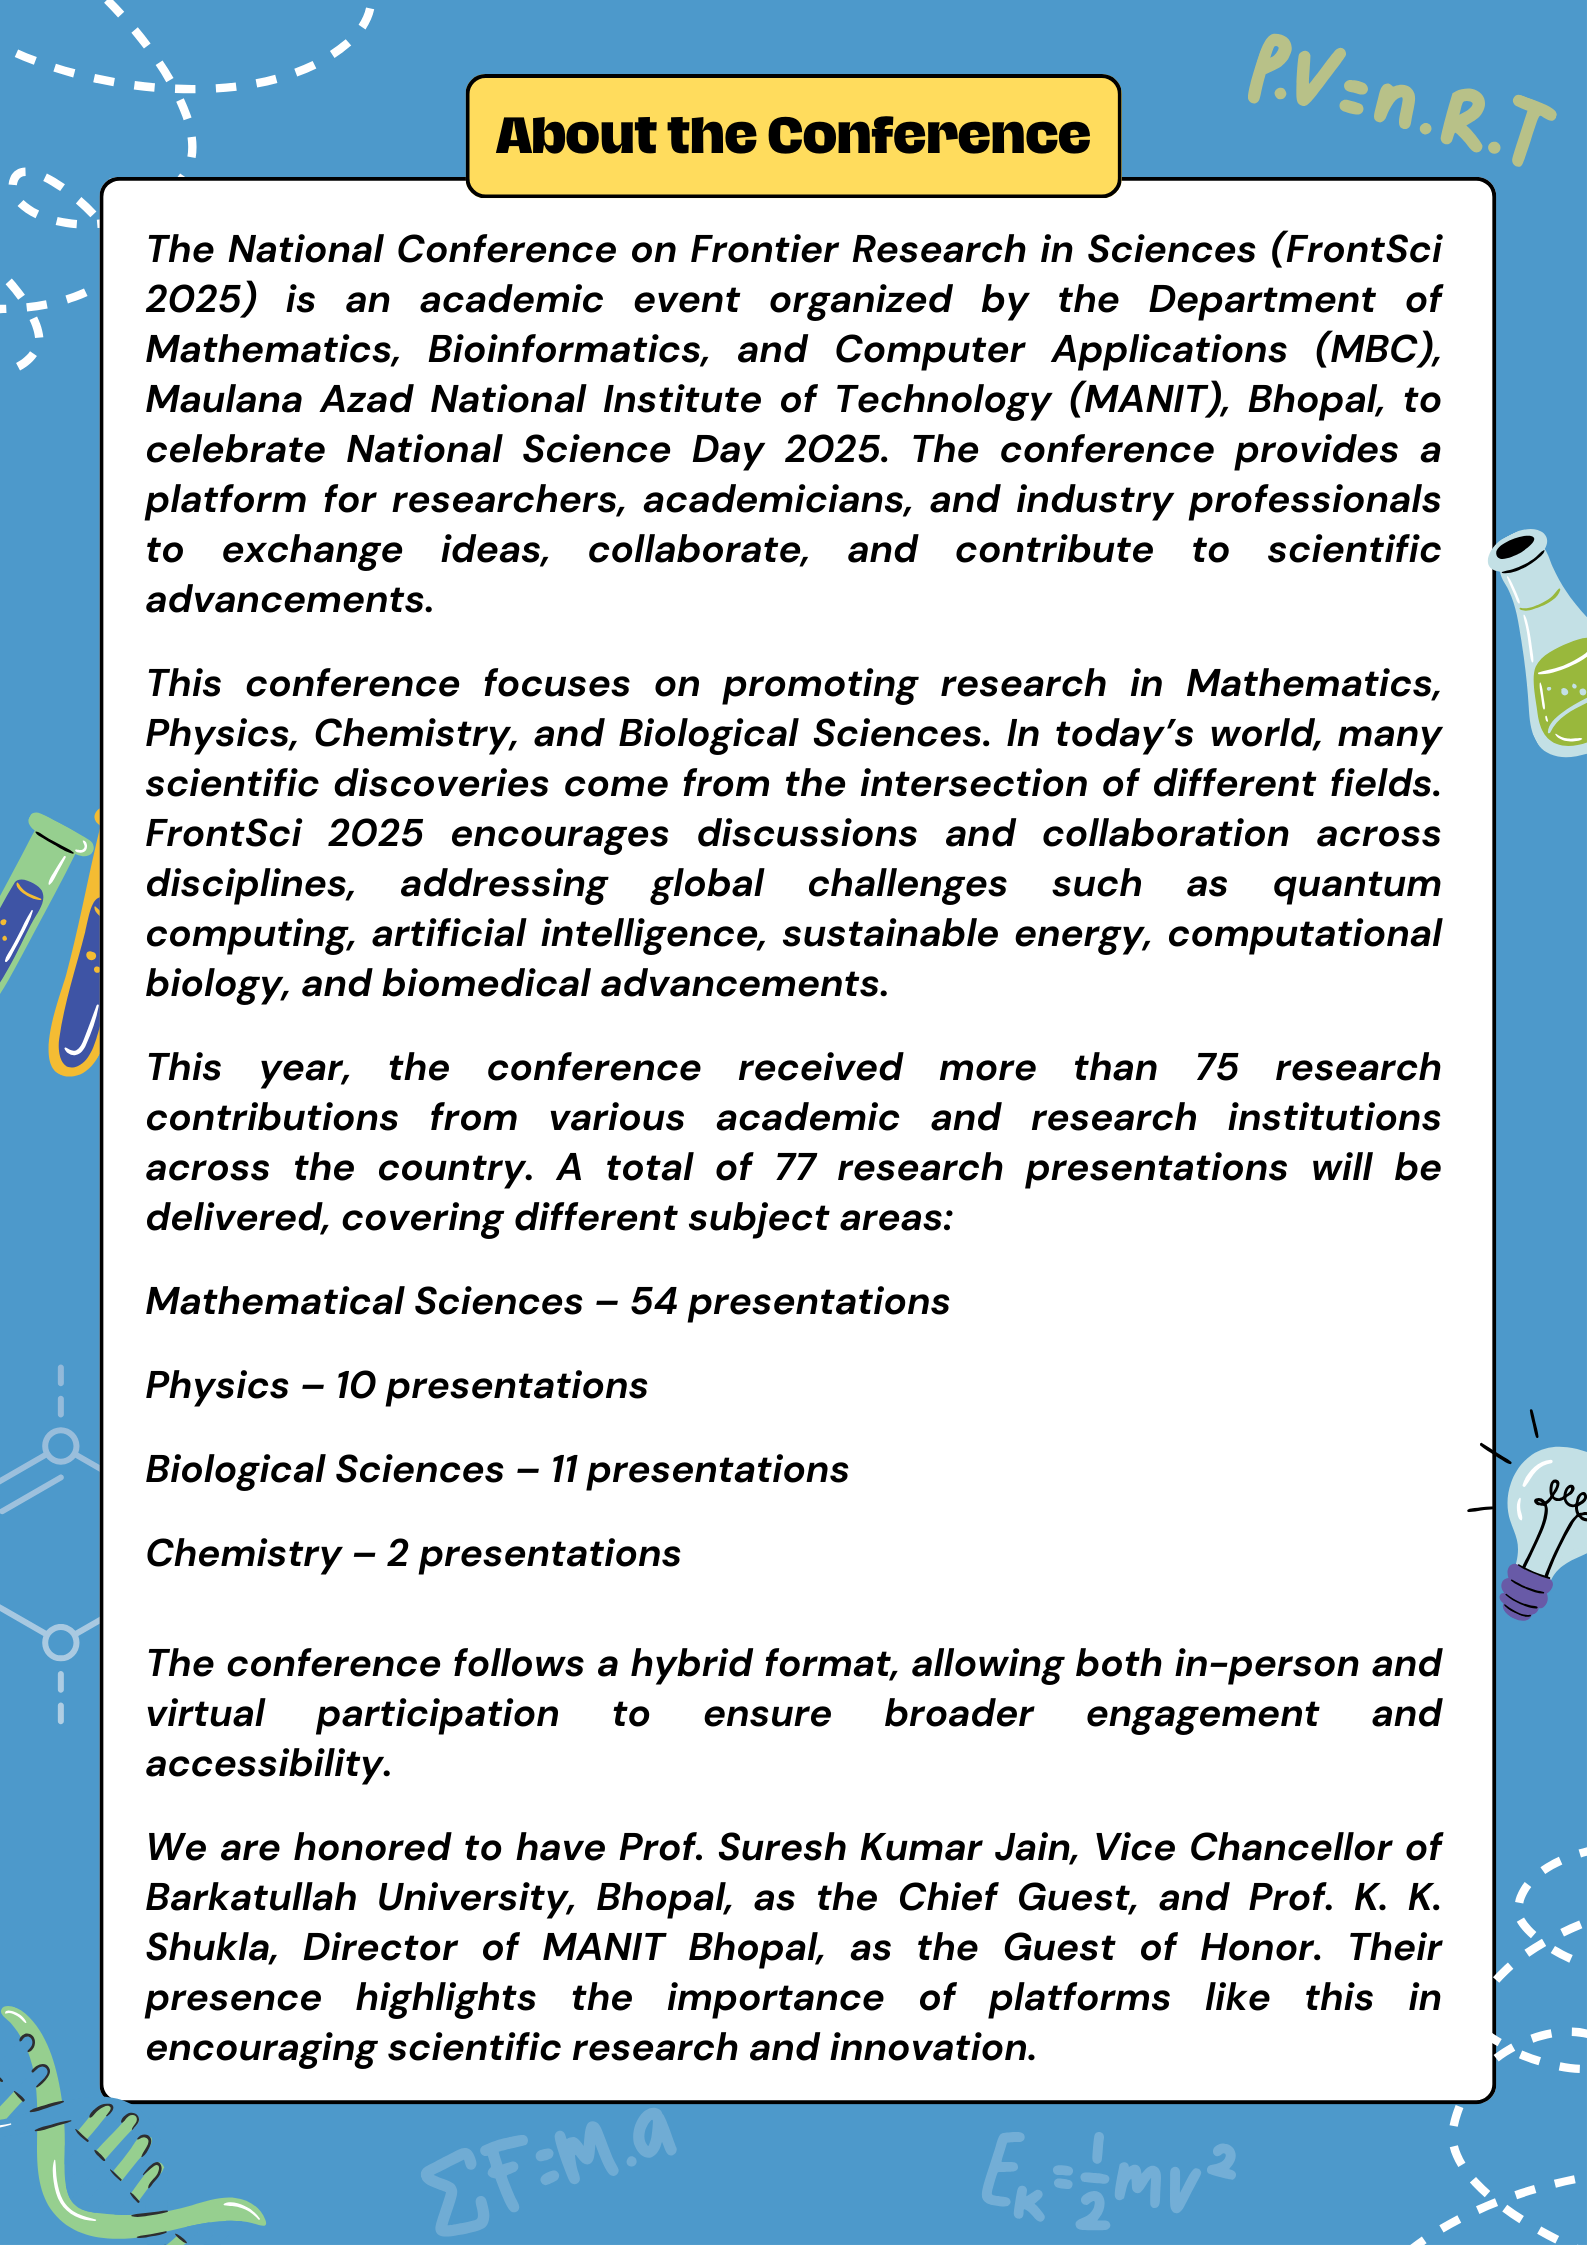 P.V=n.R.T
About the Conference
The National Conference on Frontier Research in Sciences (FrontSci
2025) is an academic event organized by the Department of
Mathematics, Bioinformatics, and Computer Applications (MBC),
Maulana Azad National Institute of Technology (MANIT), Bhopal, to
celebrate National Science Day 2025. The conference provides a
platform for researchers, academicians, and industry professionals
to exchange ideas, collaborate, and contribute to scientific
advancements.
This conference focuses on promoting research in Mathematics,
Physics, Chemistry, and Biological Sciences. In today’s world, many
scientific discoveries come from the intersection of different fields.
FrontSci 2025 encourages discussions and collaboration across
disciplines, addressing global challenges such as quantum
computing, artificial intelligence, sustainable energy, computational
biology, and biomedical advancements.
This year, the conference received more than 75 research
contributions from various academic and research institutions
across the country. A total of 77 research presentations will be
delivered, covering different subject areas:
Mathematical Sciences – 54 presentations
Physics – 10 presentations
Biological Sciences – 11 presentations
Chemistry – 2 presentations
The conference follows a hybrid format, allowing both in-person and
virtual participation to ensure broader engagement and
accessibility.
We are honored to have Prof. Suresh Kumar Jain, Vice Chancellor of
Barkatullah University, Bhopal, as the Chief Guest, and Prof. K. K.
Shukla, Director of MANIT Bhopal, as the Guest of Honor. Their
presence highlights the importance of platforms like this in
encouraging scientific research and innovation.
ΣF=M.a
Eₖ=½mv²